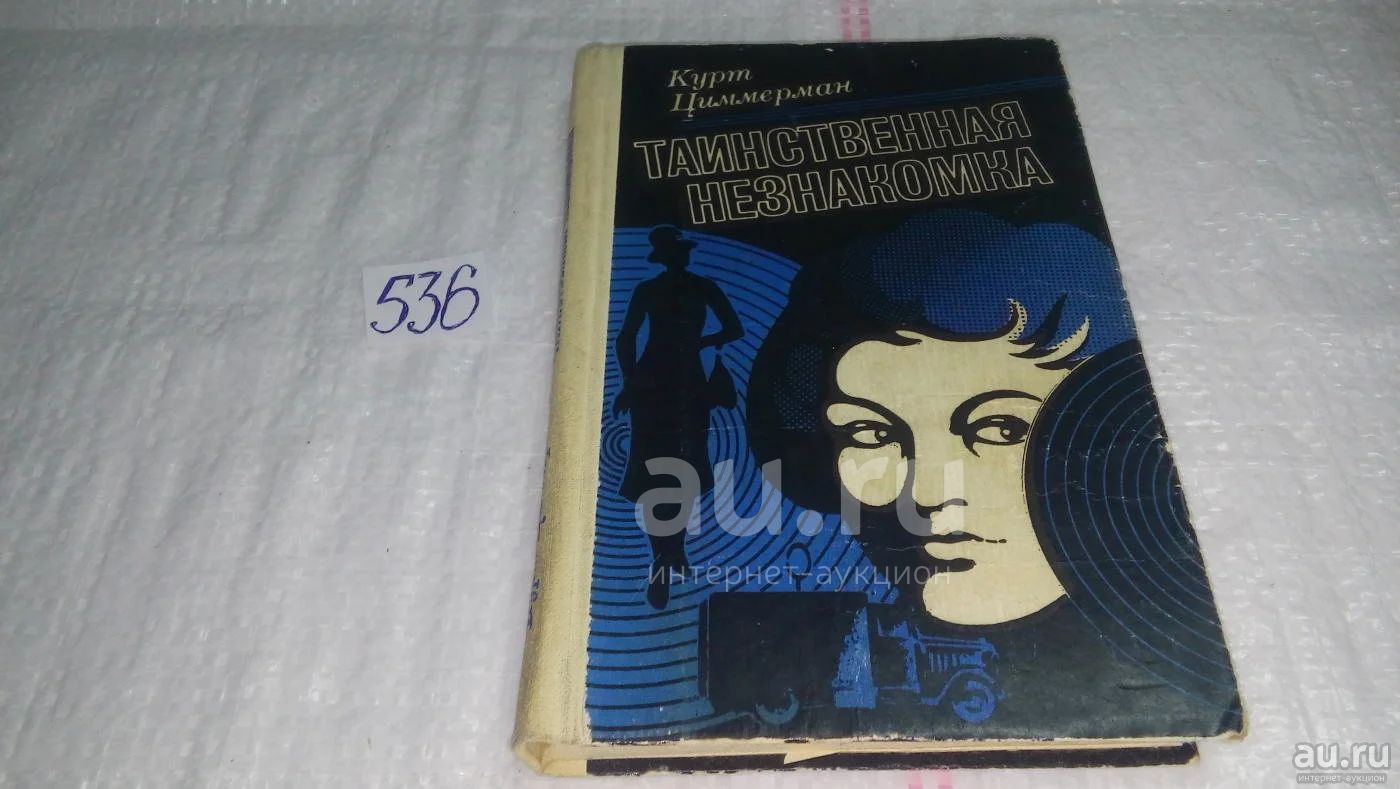 Курт
Циммерман
ТАИНСТВЕННАЯ
НЕЗНАКОМКА
536
au.ru
интернет-аукцион
au.ru
интернет-аукцион